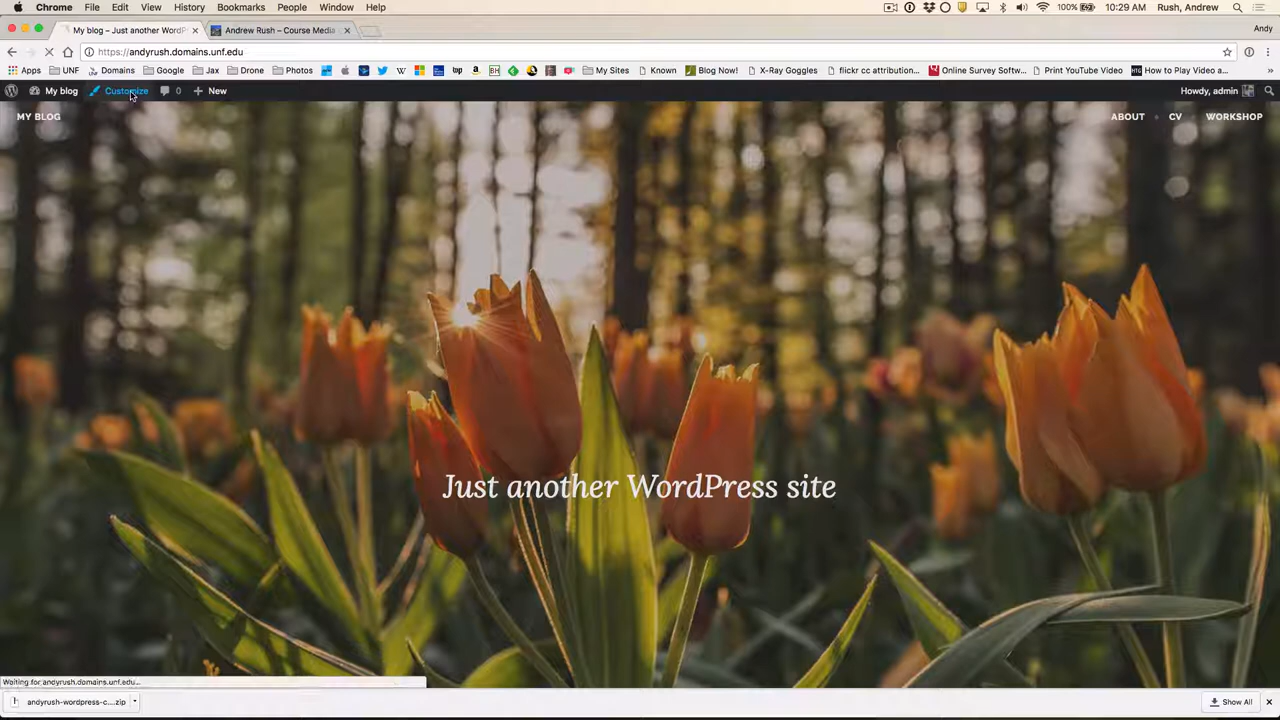 Chrome File Edit View History Bookmarks People Window Help 100% 10:29 AM Rush, Andrew
My blog – Just another WordP Andrew Rush – Course Media Andy
https://andyrush.domains.unf.edu
Apps UNF Domains Google Jax Drone Photos My Sites Known Blog Now! X-Ray Goggles flickr cc attribution... Online Survey Softw... Print YouTube Video How to Play Video a...
My blog Customize 0 New Howdy, admin
MY BLOG ABOUT CV WORKSHOP
Just another WordPress site
Waiting for andyrush.domains.unf.edu...
andyrush-wordpress-c....zip Show All